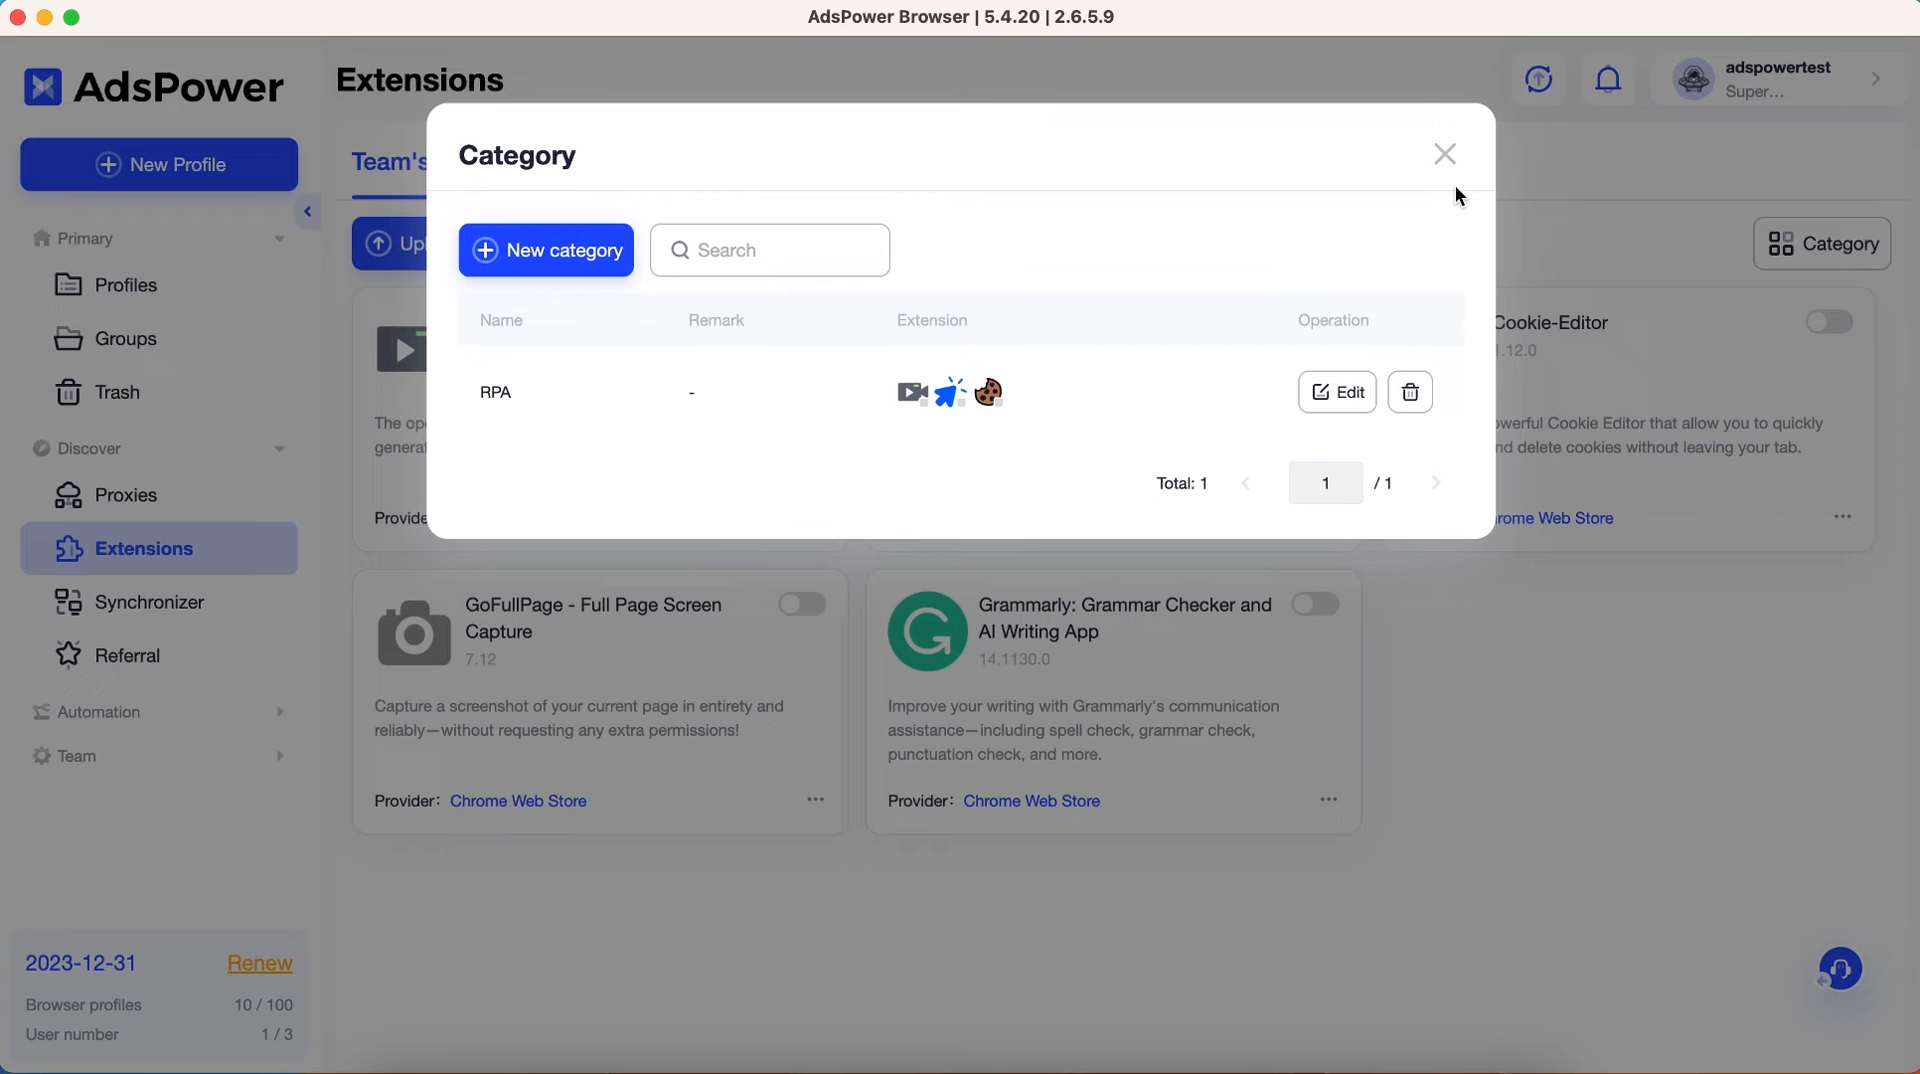 AdsPower Browser | 5.4.20 | 2.6.5.9
AdsPower
Extensions
adspowertest
Super...
New Profile
Team's
Category
New category
Search
Category
Primary
Profiles
Groups
Trash
Name Remark Extension Operation
RPA - Edit
Total: 1 1 / 1
Cookie-Editor
1.12.0
The
werful Cookie Editor that allow you to quickly
nd delete cookies without leaving your tab.
Chrome Web Store
Discover
Proxies
Extensions
Synchronizer
Referral
Automation
Team
GoFullPage - Full Page Screen
Capture
7.12
Capture a screenshot of your current page in entirety and
reliably—without requesting any extra permissions!
Provider: Chrome Web Store
...
Grammarly: Grammar Checker and
AI Writing App
14.1130.0
Improve your writing with Grammarly's communication
assistance—including spell check, grammar check,
punctuation check, and more.
Provider: Chrome Web Store
...
2023-12-31 Renew
Browser profiles 10 / 100
User number 1 / 3